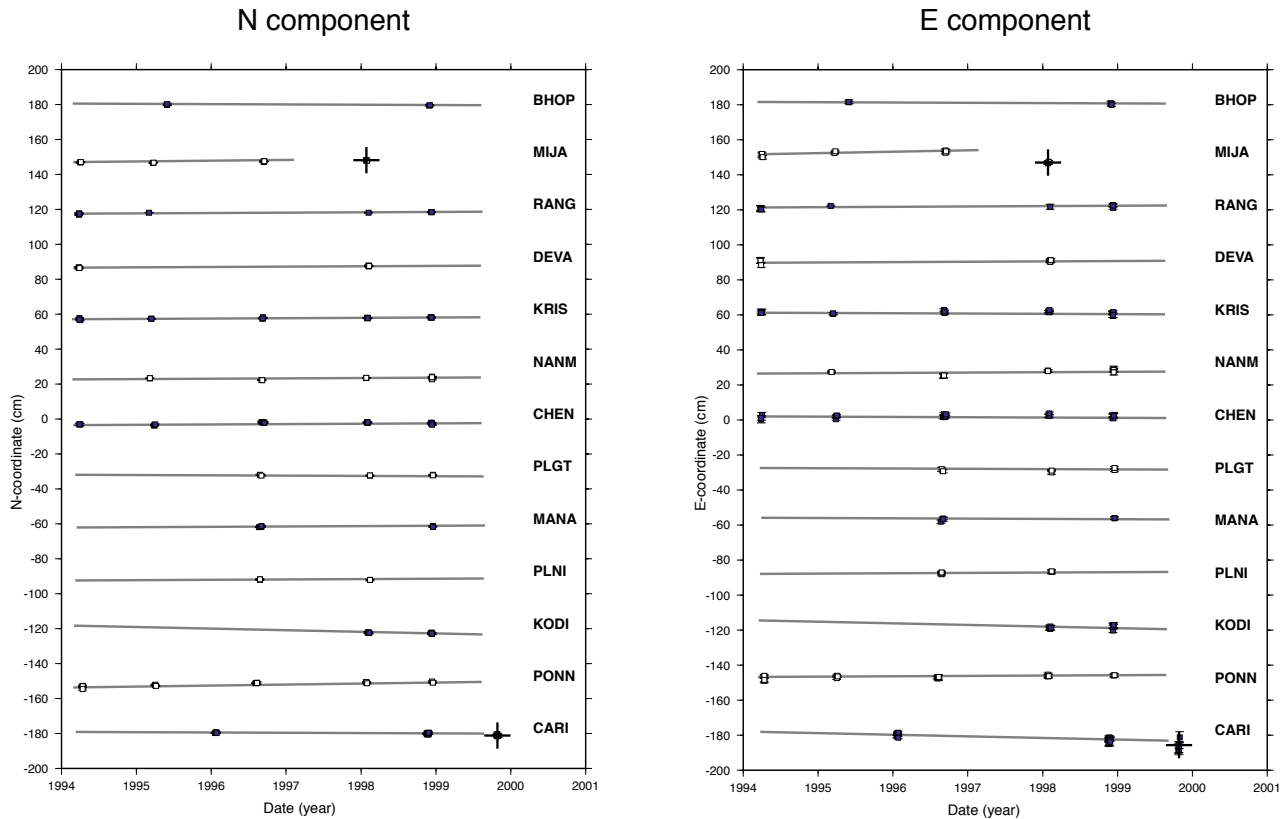 N component
E component
200
180
160
140
120
100
80
60
40
20
0
-20
-40
-60
-80
-100
-120
-140
-160
-180
-200
N-coordinate (cm)
BHOP
MIJA
RANG
DEVA
KRIS
NANM
CHEN
PLGT
MANA
PLNI
KODI
PONN
CARI
1994 1995 1996 1997 1998 1999 2000 2001
Date (year)
200
180
160
140
120
100
80
60
40
20
0
-20
-40
-60
-80
-100
-120
-140
-160
-180
-200
E-coordinate (cm)
BHOP
MIJA
RANG
DEVA
KRIS
NANM
CHEN
PLGT
MANA
PLNI
KODI
PONN
CARI
1994 1995 1996 1997 1998 1999 2000 2001
Date (year)